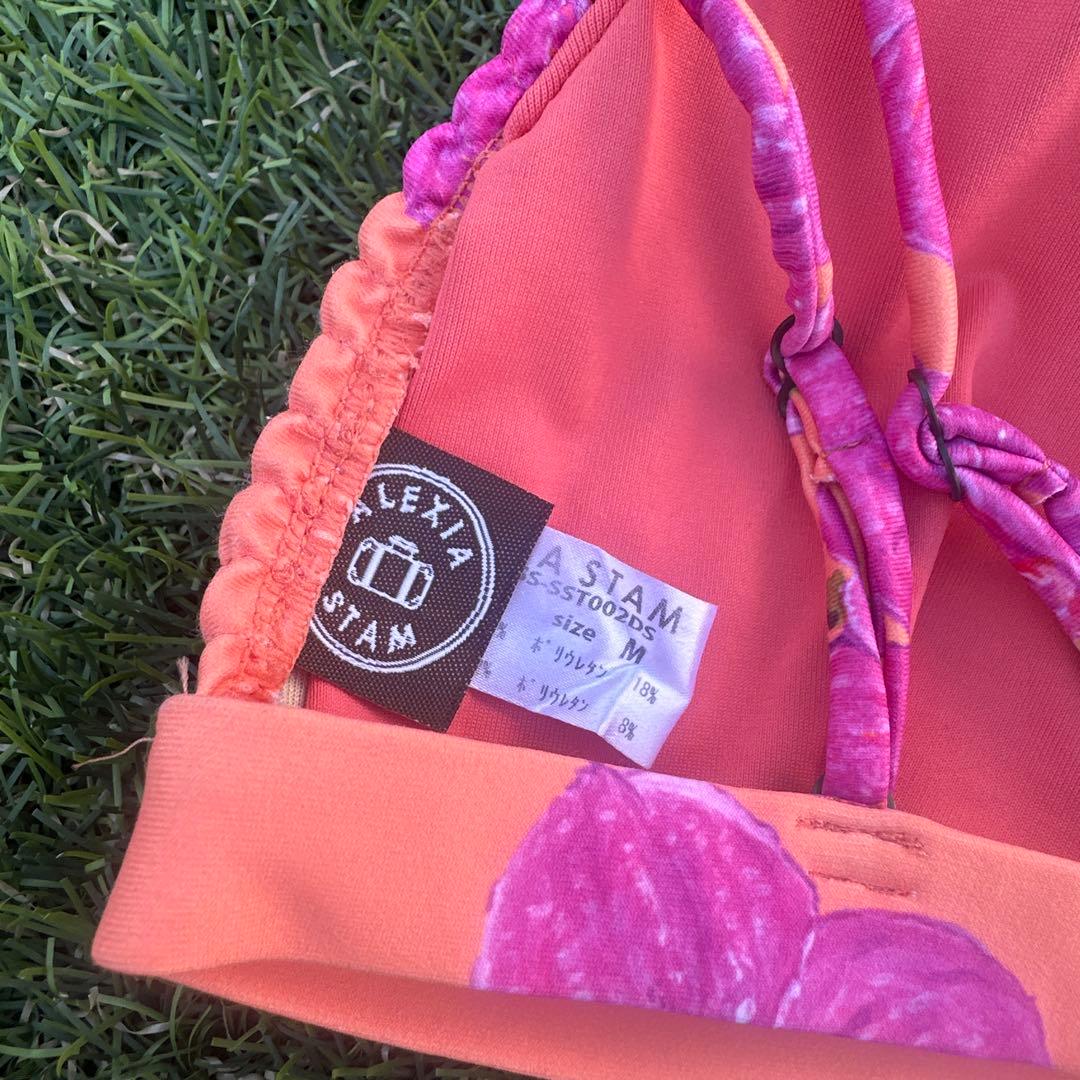 ALEXIA
STAM
A STAM
S-SST002DS
size M
% ポリウレタン 18%
% ポリウレタン 8%